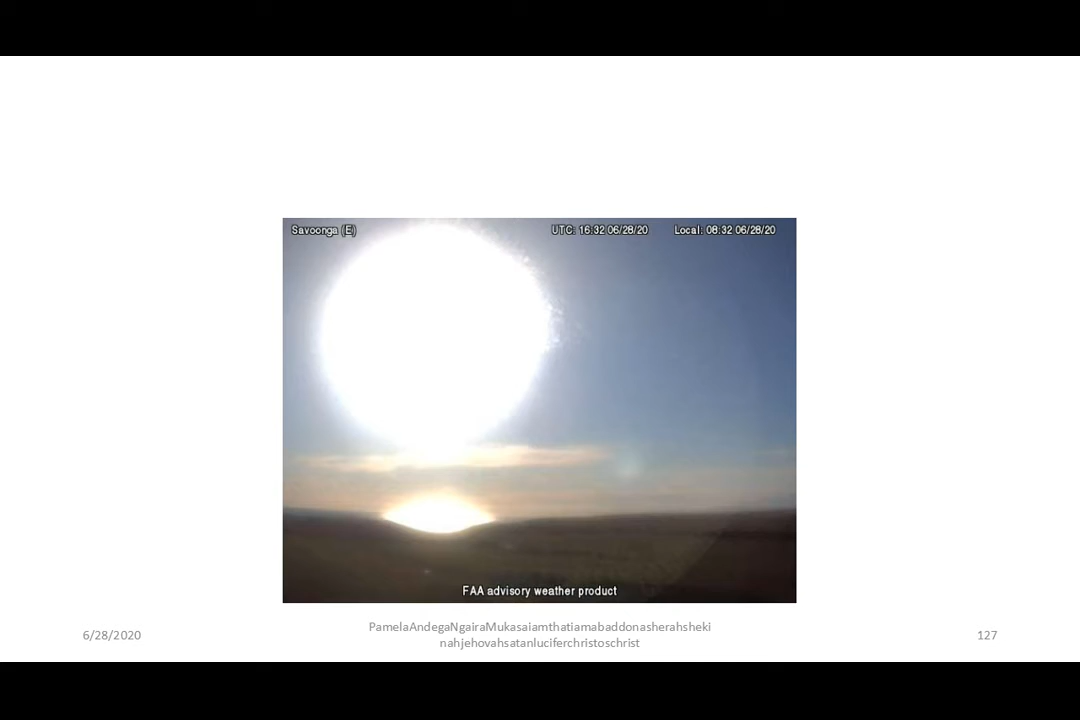 Savoonga (E) UTC: 16:32 06/28/20 Local: 08:32 06/28/20
FAA advisory weather product
6/28/2020
PamelaAndegaNgairaMukasaiamthatiamabaddonasherahsheki
nahjehovahsatanluciferchristoschrist
127